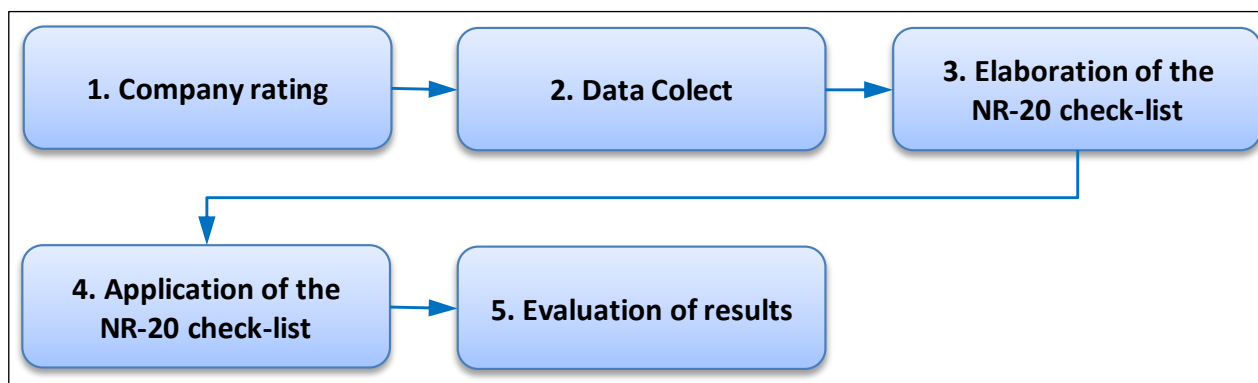 1. Company rating
2. Data Colect
3. Elaboration of the
NR-20 check-list
4. Application of the
NR-20 check-list
5. Evaluation of results